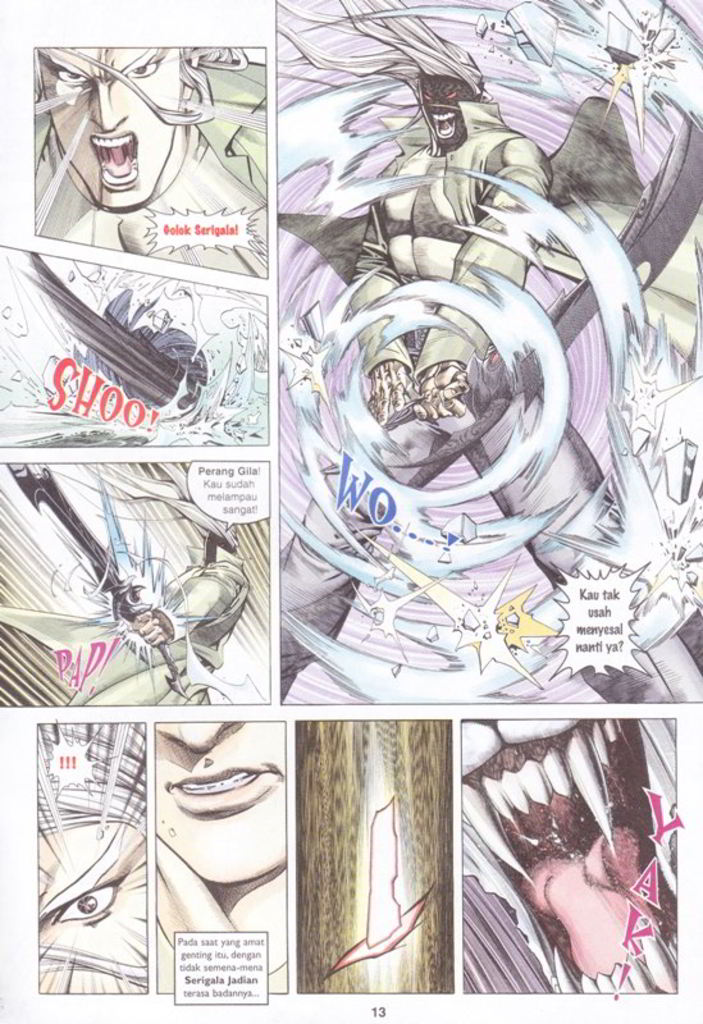 Golok Serigala!
SHOO!
Perang Gila!
Kau sudah
melampau
sangat!
PAP!
WO....!
Kau tak
usah
menyesal
nanti ya?
!!!
Pada saat yang amat
genting itu, dengan
tidak semena-mena
Serigala Jadian
terasa badannya...
YAK!
13